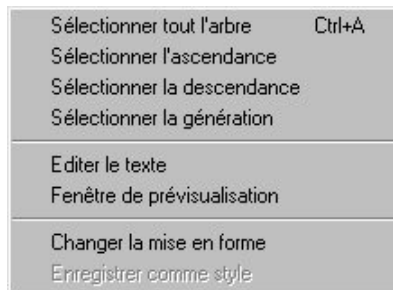 Sélectionner tout l'arbre Ctrl+A
Sélectionner l'ascendance
Sélectionner la descendance
Sélectionner la génération
Editer le texte
Fenêtre de prévisualisation
Changer la mise en forme
Enregistrer comme style